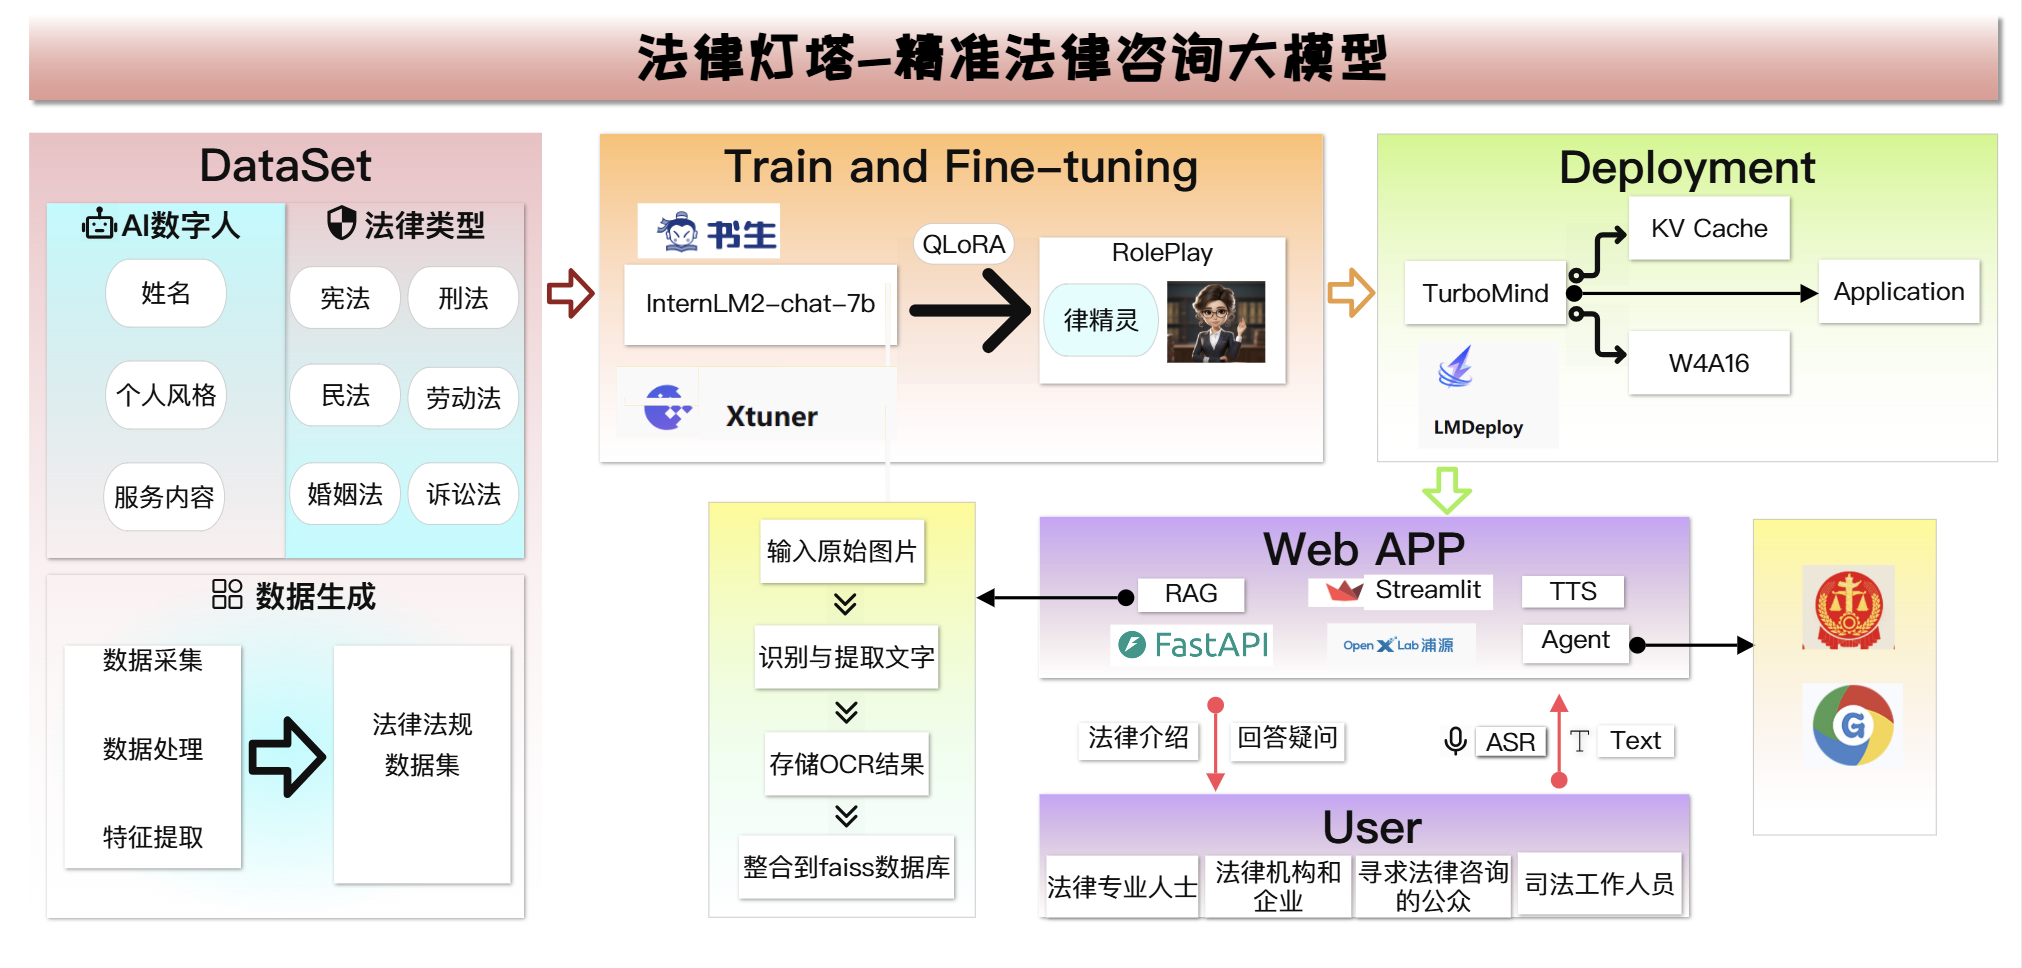 法律灯塔-精准法律咨询大模型
DataSet
AI数字人
姓名
个人风格
服务内容
法律类型
宪法
刑法
民法
劳动法
婚姻法
诉讼法
数据生成
数据采集
数据处理
特征提取
法律法规
数据集
Train and Fine-tuning
书生
InternLM2-chat-7b
Xtuner
QLoRA
RolePlay
律精灵
Deployment
TurboMind
KV Cache
Application
W4A16
LMDeploy
输入原始图片
识别与提取文字
存储OCR结果
整合到faiss数据库
Web APP
RAG
Streamlit
TTS
FastAPI
OpenXLab浦源
Agent
G
法律介绍
回答疑问
ASR
T
Text
User
法律专业人士
法律机构和
企业
寻求法律咨询
的公众
司法工作人员